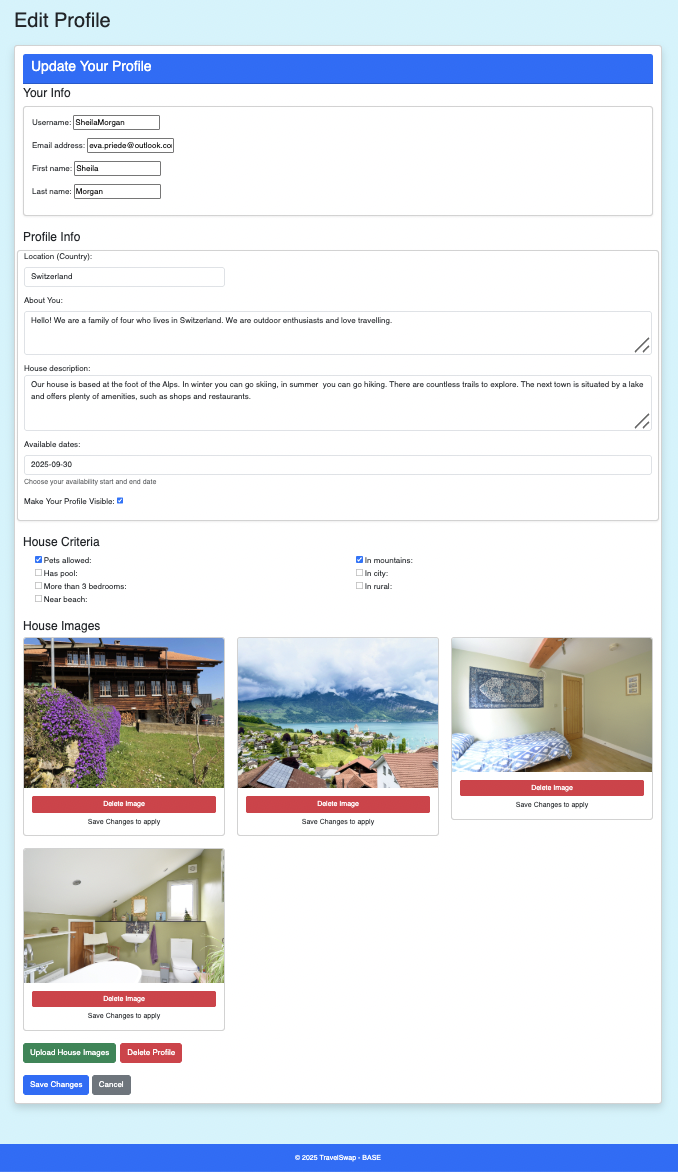 Edit Profile
Update Your Profile
Your Info
Username: SheilaMorgan
Email address: eva.priede@outlook.co
First name: Sheila
Last name: Morgan
Profile Info
Location (Country):
Switzerland
About You:
Hello! We are a family of four who lives in Switzerland. We are outdoor enthusiasts and love travelling.
House description:
Our house is based at the foot of the Alps. In winter you can go skiing, in summer  you can go hiking. There are countless trails to explore. The next town is situated by a lake
and offers plenty of amenities, such as shops and restaurants.
Available dates:
2025-09-30
Choose your availability start and end date
Make Your Profile Visible:
House Criteria
Pets allowed:
In mountains:
Has pool:
In city:
More than 3 bedrooms:
In rural:
Near beach:
House Images
Delete Image
Save Changes to apply
Delete Image
Save Changes to apply
Delete Image
Save Changes to apply
Delete Image
Save Changes to apply
Upload House Images
Delete Profile
Save Changes
Cancel
© 2025 TravelSwap - BASE